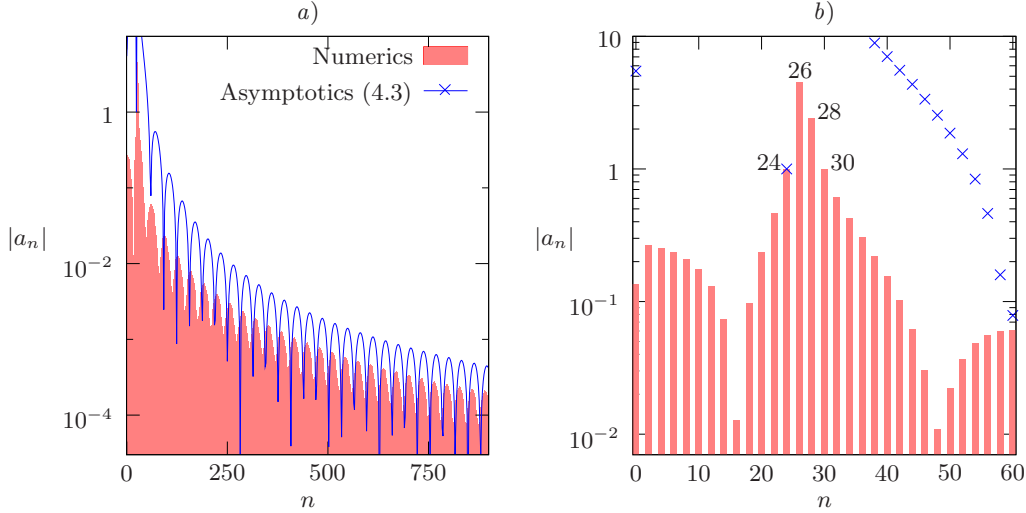 a)
|a_n|
1
10^{-2}
10^{-4}
0 250 500 750
n
Numerics
Asymptotics (4.3)
b)
|a_n|
10
1
10^{-1}
10^{-2}
0 10 20 30 40 50 60
n
26
28
24 30